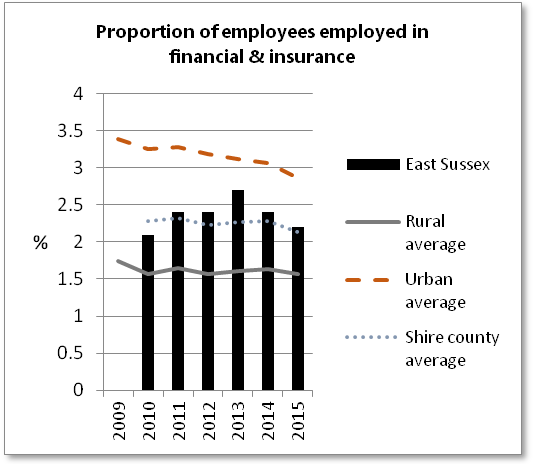 Proportion of employees employed in
financial & insurance
4
3.5
3
2.5
2
1.5
1
0.5
0
%
2009
2010
2011
2012
2013
2014
2015
East Sussex
Rural
average
Urban
average
Shire county
average